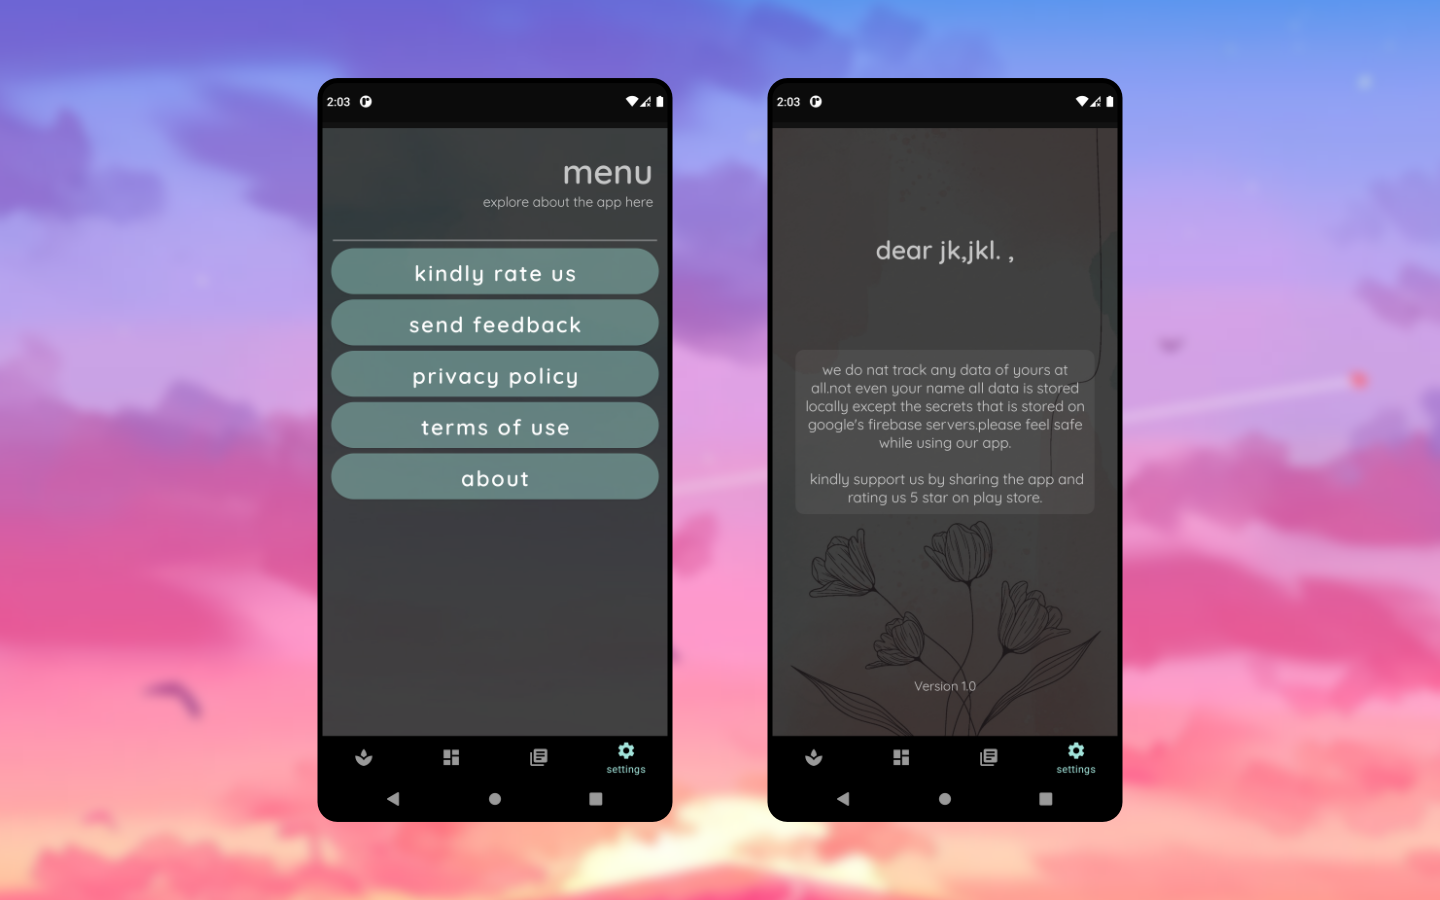 2:03
menu
explore about the app here
kindly rate us
send feedback
privacy policy
terms of use
about
settings
2:03
dear jk,jkl. ,
we do nat track any data of yours at
all.not even your name all data is stored
locally except the secrets that is stored on
google's firebase servers.please feel safe
while using our app.
kindly support us by sharing the app and
rating us 5 star on play store.
Version 1.0
settings